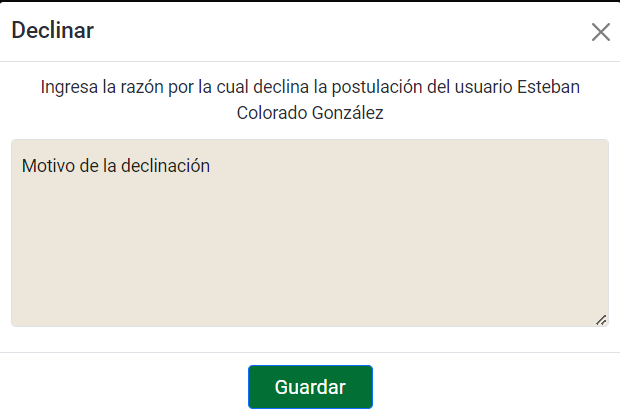 Declinar
Ingresa la razón por la cual declina la postulación del usuario Esteban
Colorado González
Motivo de la declinación
Guardar